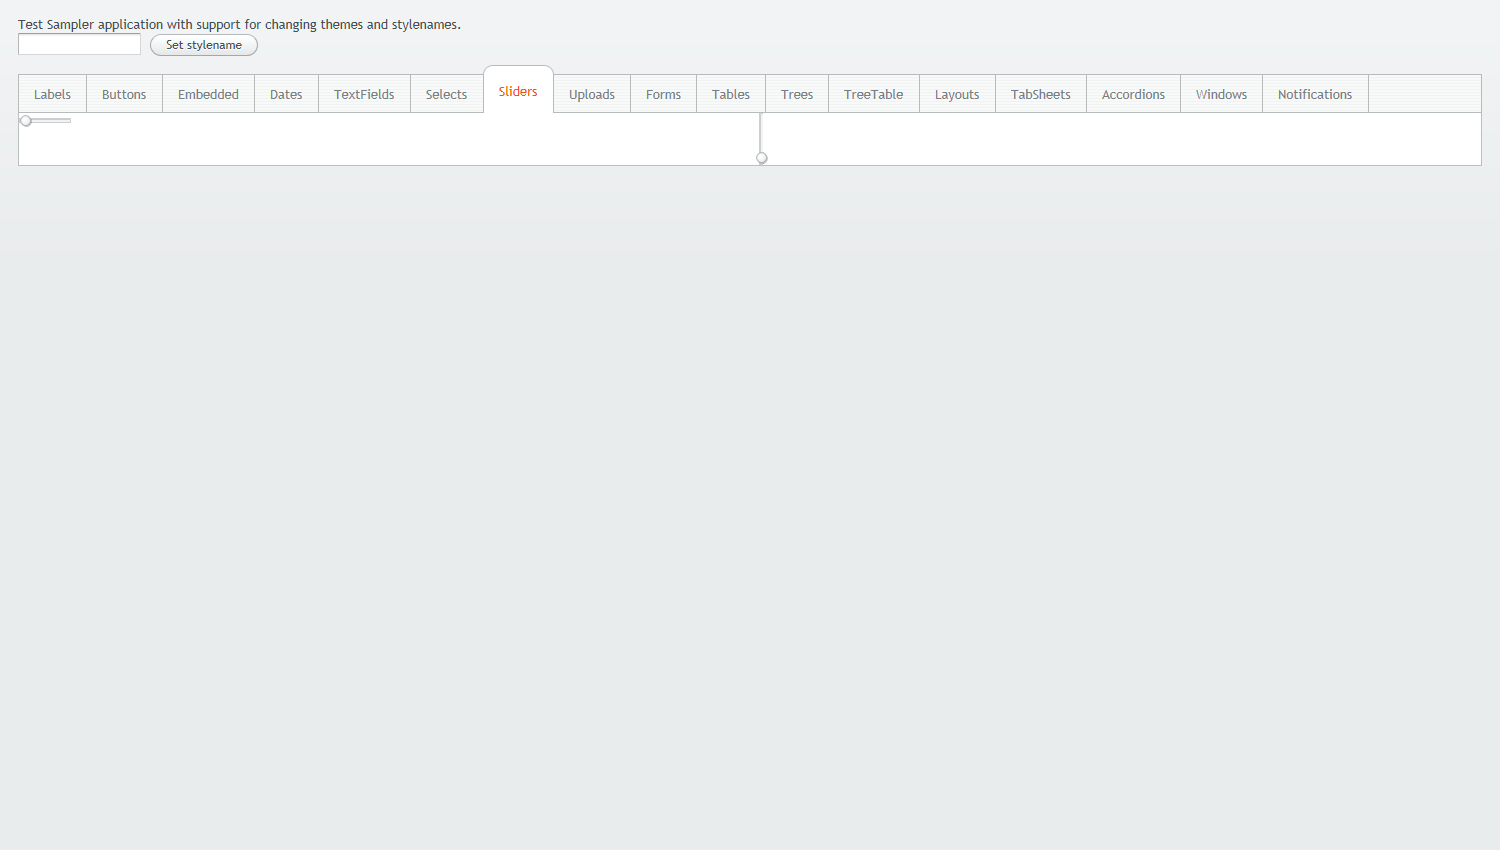 Test Sampler application with support for changing themes and stylenames.
Set stylename
Labels Buttons Embedded Dates TextFields Selects Sliders Uploads Forms Tables Trees TreeTable Layouts TabSheets Accordions Windows Notifications